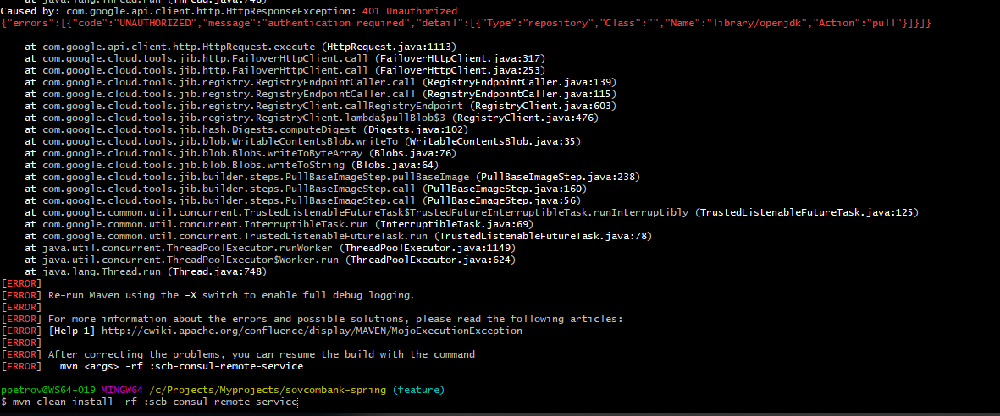 Caused by: com.google.api.client.http.HttpResponseException: 401 Unauthorized
{"errors":[{"code":"UNAUTHORIZED","message":"authentication required","detail":[{"Type":"repository","Class":"","Name":"library/openjdk","Action":"pull"}]}]}
at com.google.api.client.http.HttpRequest.execute (HttpRequest.java:1113)
at com.google.cloud.tools.jib.http.FailoverHttpClient.call (FailoverHttpClient.java:317)
at com.google.cloud.tools.jib.http.FailoverHttpClient.call (FailoverHttpClient.java:253)
at com.google.cloud.tools.jib.registry.RegistryEndpointCaller.call (RegistryEndpointCaller.java:139)
at com.google.cloud.tools.jib.registry.RegistryEndpointCaller.call (RegistryEndpointCaller.java:115)
at com.google.cloud.tools.jib.registry.RegistryClient.callRegistryEndpoint (RegistryClient.java:603)
at com.google.cloud.tools.jib.registry.RegistryClient.lambda$pullBlob$3 (RegistryClient.java:476)
at com.google.cloud.tools.jib.hash.Digests.computeDigest (Digests.java:102)
at com.google.cloud.tools.jib.blob.WritableContentsBlob.writeTo (WritableContentsBlob.java:35)
at com.google.cloud.tools.jib.blob.Blobs.writeToByteArray (Blobs.java:76)
at com.google.cloud.tools.jib.blob.Blobs.writeToString (Blobs.java:64)
at com.google.cloud.tools.jib.builder.steps.PullBaseImageStep.pullBaseImage (PullBaseImageStep.java:238)
at com.google.cloud.tools.jib.builder.steps.PullBaseImageStep.call (PullBaseImageStep.java:160)
at com.google.cloud.tools.jib.builder.steps.PullBaseImageStep.call (PullBaseImageStep.java:56)
at com.google.common.util.concurrent.TrustedListenableFutureTask$TrustedFutureInterruptibleTask.runInterruptibly (TrustedListenableFutureTask.java:125)
at com.google.common.util.concurrent.InterruptibleTask.run (InterruptibleTask.java:69)
at com.google.common.util.concurrent.TrustedListenableFutureTask.run (TrustedListenableFutureTask.java:78)
at java.util.concurrent.ThreadPoolExecutor.runWorker (ThreadPoolExecutor.java:1149)
at java.util.concurrent.ThreadPoolExecutor$Worker.run (ThreadPoolExecutor.java:624)
at java.lang.Thread.run (Thread.java:748)
[ERROR]
[ERROR] Re-run Maven using the -X switch to enable full debug logging.
[ERROR]
[ERROR] For more information about the errors and possible solutions, please read the following articles:
[ERROR] [Help 1] http://cwiki.apache.org/confluence/display/MAVEN/MojoExecutionException
[ERROR]
[ERROR] After correcting the problems, you can resume the build with the command
[ERROR]   mvn <args> -rf :scb-consul-remote-service
ppetrov@WS64-019 MINGW64 /c/Projects/Myprojects/sovcombank-spring (feature)
$ mvn clean install -rf :scb-consul-remote-service